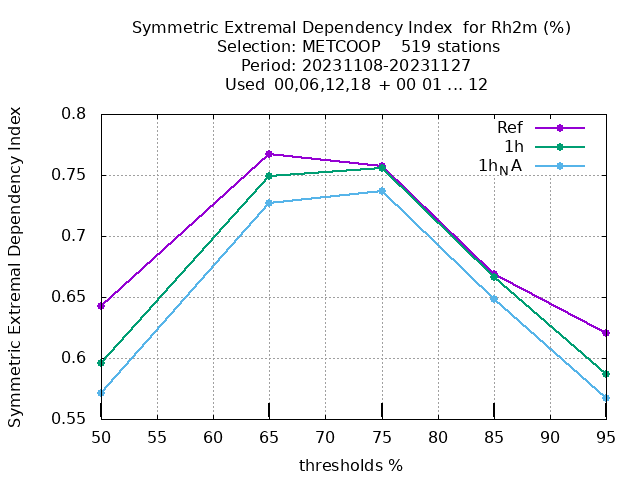 Symmetric Extremal Dependency Index for Rh2m (%)
Selection: METCOOP 519 stations
Period: 20231108-20231127
Used 00,06,12,18 + 00 01 ... 12
Symmetric Extremal Dependency Index
0.8
0.75
0.7
0.65
0.6
0.55
Ref
1h
1hNA
50 55 60 65 70 75 80 85 90 95
thresholds %